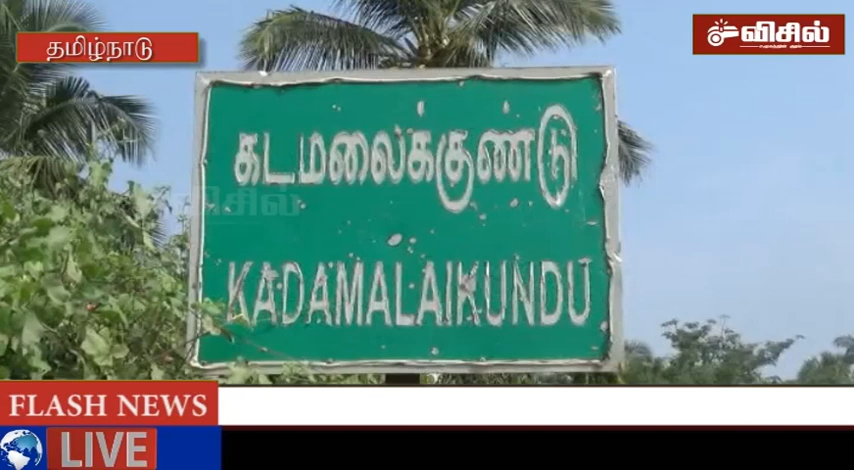 தமிழ்நாடு
விசில்
கடமலைக்குண்டு
விசில்
KADAMALAIKUNDU
FLASH NEWS
LIVE